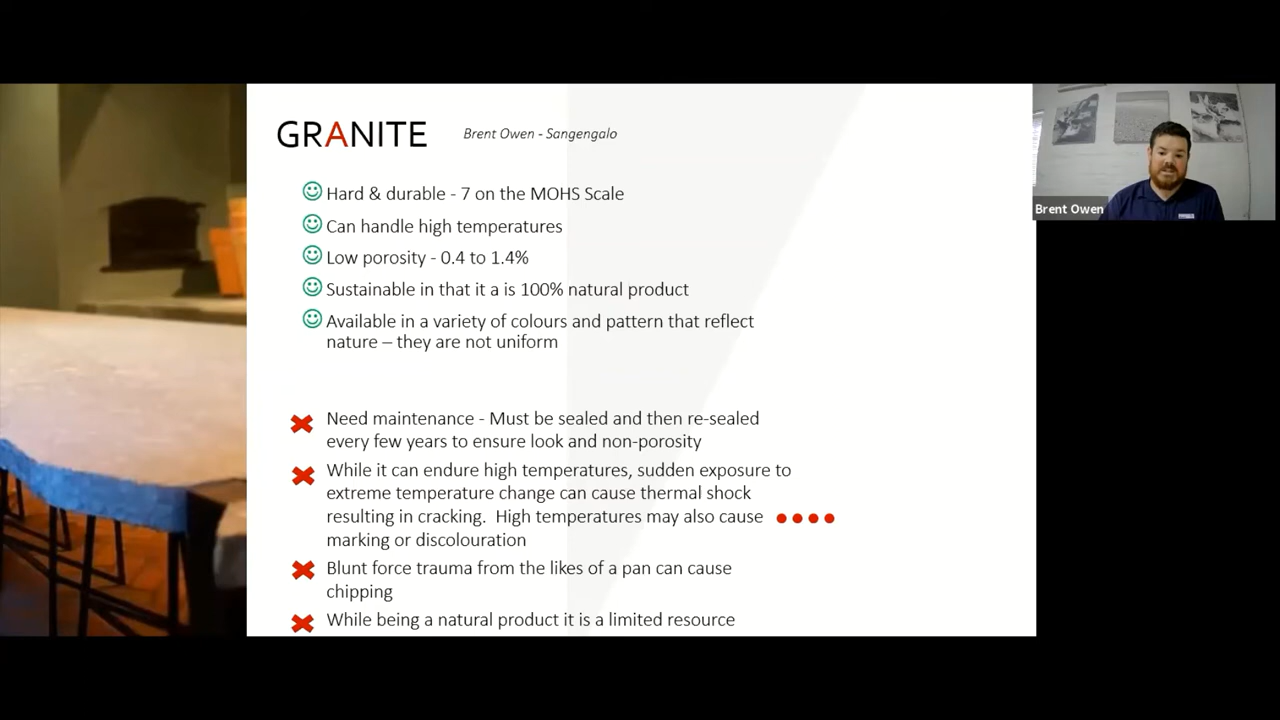 GRANITE
Brent Owen - Sangengalo
Hard & durable - 7 on the MOHS Scale
Can handle high temperatures
Low porosity - 0.4 to 1.4%
Sustainable in that it a is 100% natural product
Available in a variety of colours and pattern that reflect
nature – they are not uniform
Need maintenance - Must be sealed and then re-sealed
every few years to ensure look and non-porosity
While it can endure high temperatures, sudden exposure to
extreme temperature change can cause thermal shock
resulting in cracking. High temperatures may also cause
marking or discolouration
Blunt force trauma from the likes of a pan can cause
chipping
While being a natural product it is a limited resource
Brent Owen